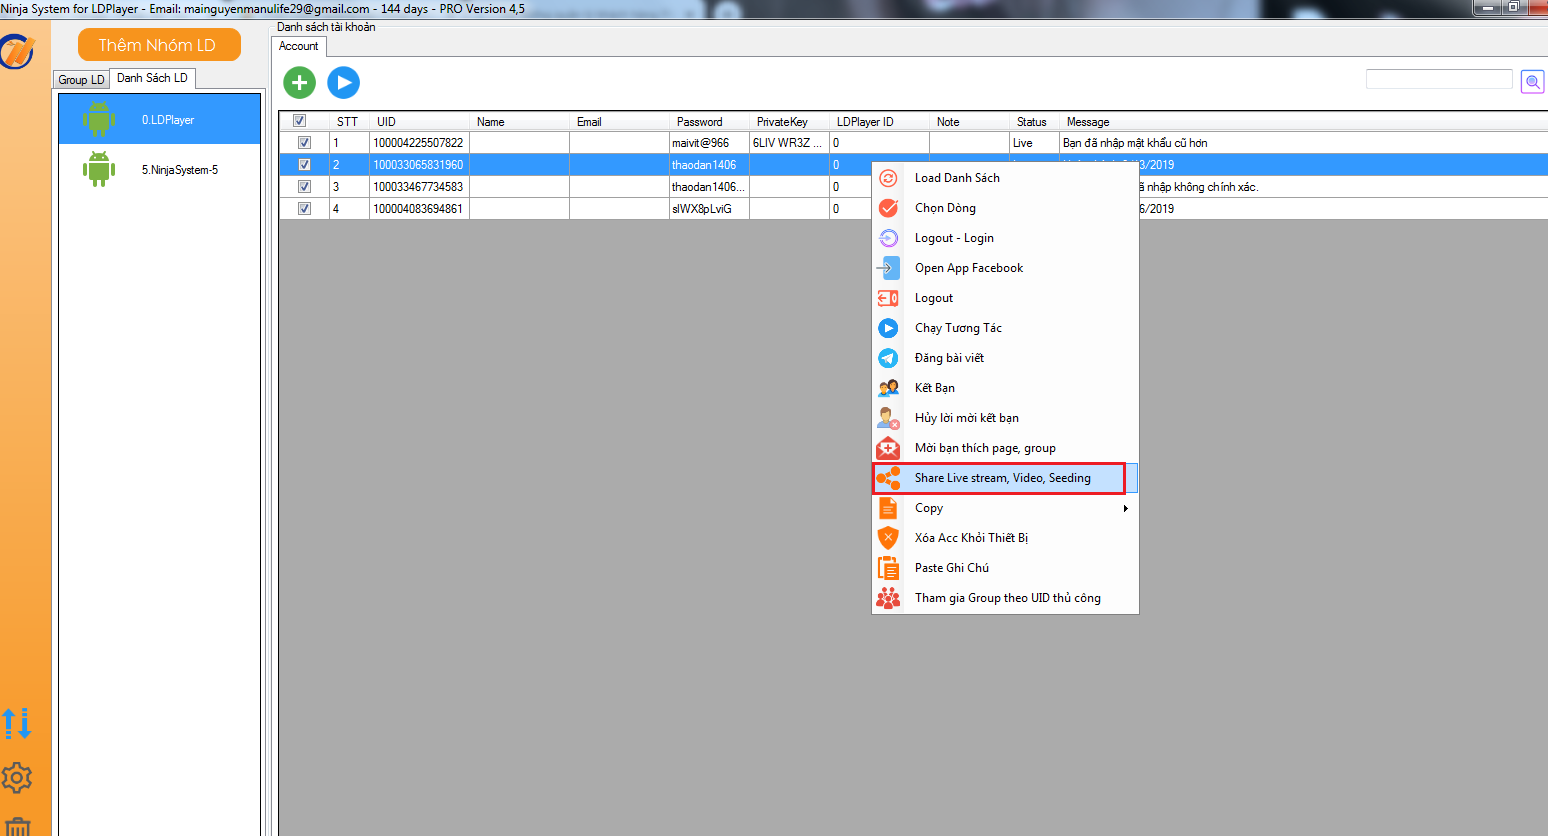 Ninja System for LDPlayer - Email: mainguyenmanulife29@gmail.com - 144 days - PRO Version 4,5
Thêm Nhóm LD
Group LD
Danh Sách LD
0.LDPlayer
5.NinjaSystem-5
Danh sách tài khoản
Account
STT UID Name Email Password PrivateKey LDPlayer ID Note Status Message
1 100004225507822 maivit@966 6LIV WR3Z ... 0 Live Bạn đã nhập mật khẩu cũ hơn
2 100033065831960 thaodan1406 0 3/2019
3 100033467734583 thaodan1406... 0 nhập không chính xác.
4 100004083694861 slWX8pLviG 0 6/2019
Load Danh Sách
Chọn Dòng
Logout - Login
Open App Facebook
Logout
Chạy Tương Tác
Đăng bài viết
Kết Bạn
Hủy lời mời kết bạn
Mời bạn thích page, group
Share Live stream, Video, Seeding
Copy
Xóa Acc Khỏi Thiết Bị
Paste Ghi Chú
Tham gia Group theo UID thủ công